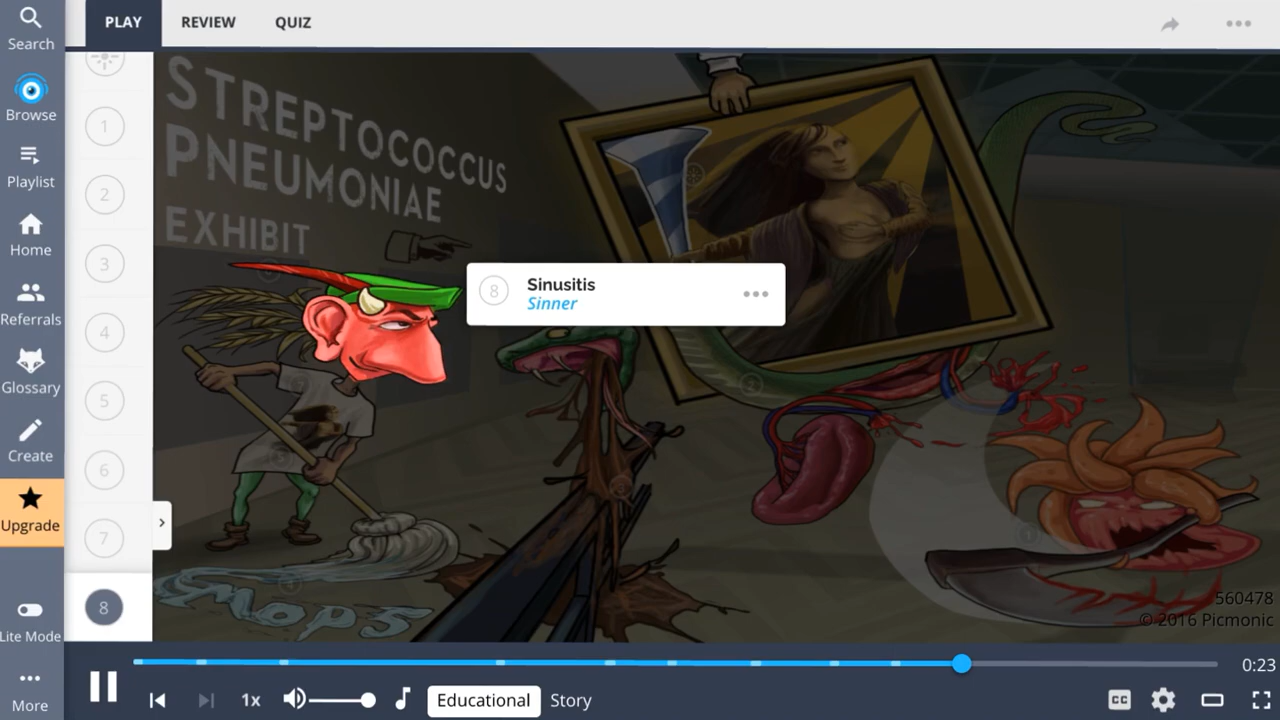 Search
Browse
Playlist
Home
Referrals
Glossary
Create
Upgrade
Lite Mode
More
PLAY REVIEW QUIZ
1
2
3
4
5
6
7
8
STREPTOCOCCUS
PNEUMONIAE
EXHIBIT
8
Sinusitis
Sinner
MOPS
560478
© 2016 Picmonic
0:23
1x
Educational Story
CC